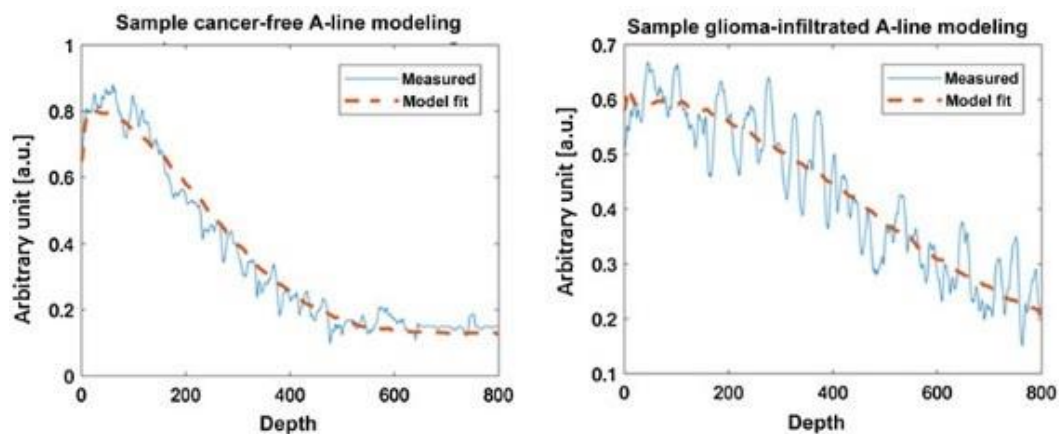 Sample cancer-free A-line modeling
Arbitrary unit [a.u.]
1
0.8
0.6
0.4
0.2
0
Measured
Model fit
0 200 400 600 800
Depth
Sample glioma-infiltrated A-line modeling
Arbitrary unit [a.u.]
0.7
0.6
0.5
0.4
0.3
0.2
0.1
Measured
Model fit
0 200 400 600 800
Depth